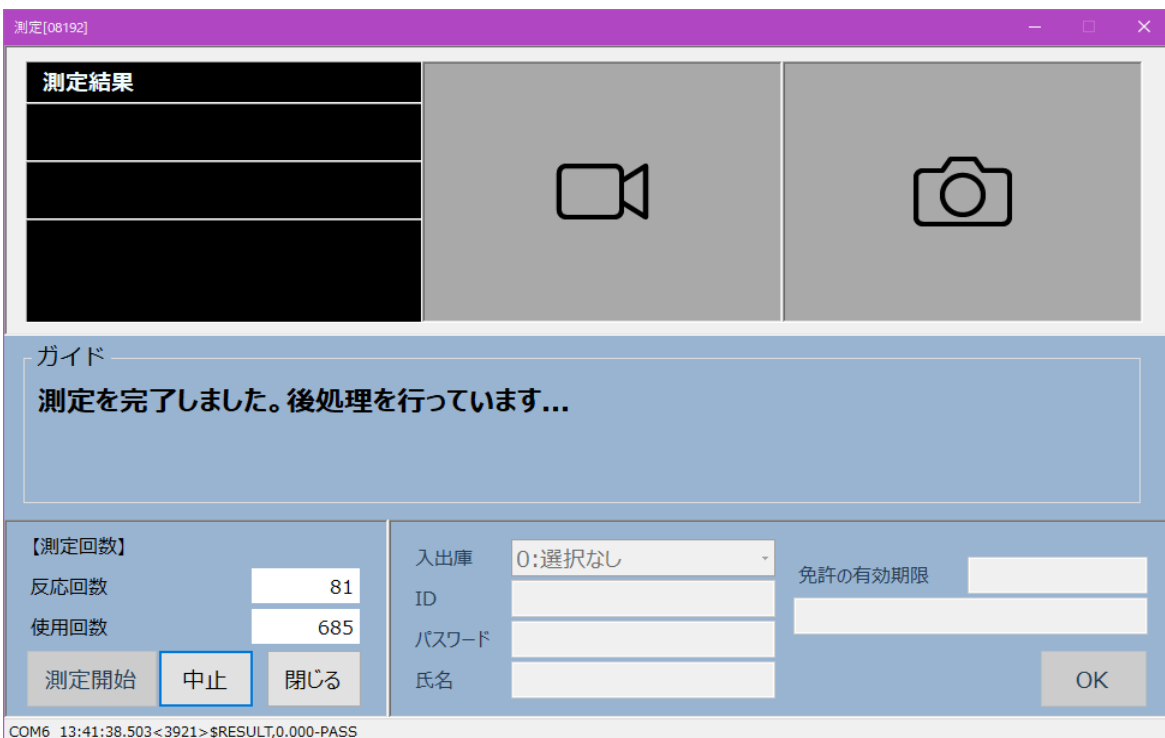 測定[08192]
測定結果
ガイド
測定を完了しました。後処理を行っています...
【測定回数】
反応回数 81
使用回数 685
測定開始 中止 閉じる
入出庫 0:選択なし
ID
パスワード
氏名
免許の有効期限
OK
COM6 13:41:38.503<3921>$RESULT,0.000-PASS